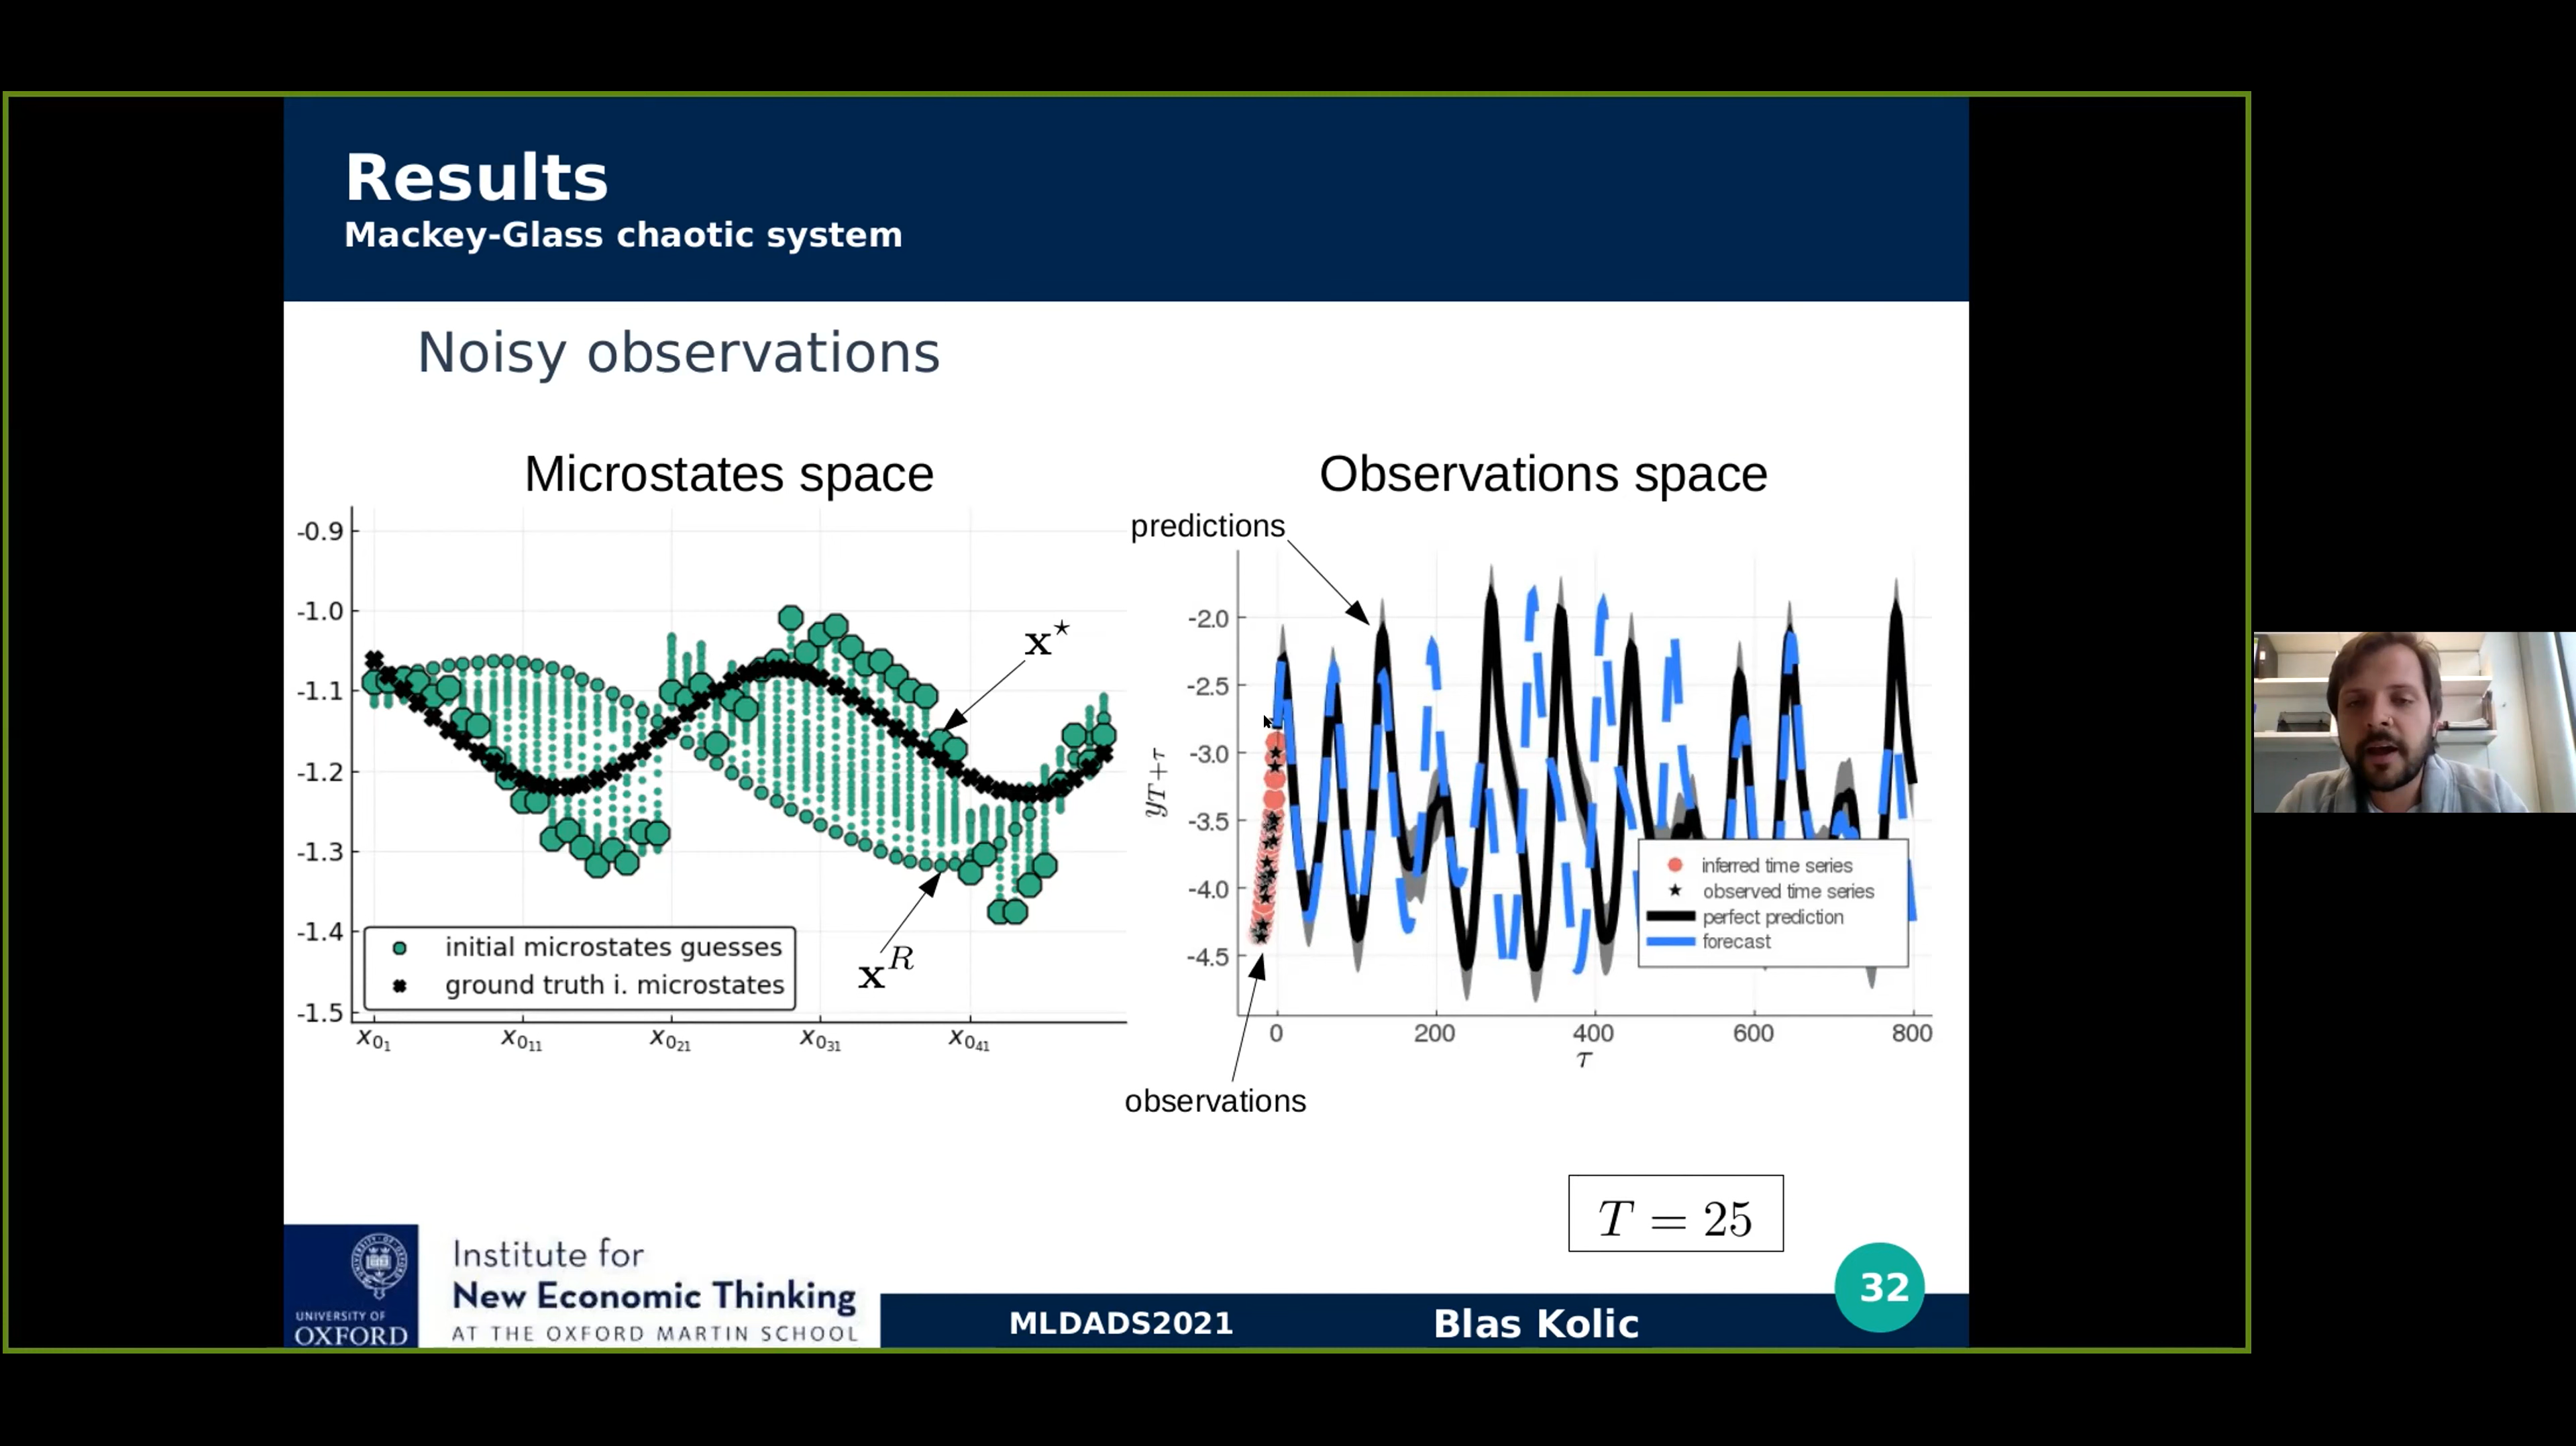 Results
Mackey-Glass chaotic system
Noisy observations
Microstates space
-0.9
-1.0
-1.1
-1.2
-1.3
-1.4
-1.5
x⋆
xᴿ
initial microstates guesses
ground truth i. microstates
x₀₁ x₀₁₁ x₀₂₁ x₀₃₁ x₀₄₁
Observations space
predictions
-2.0
-2.5
-3.0
-3.5
-4.0
-4.5
y_{T+τ}
inferred time series
observed time series
perfect prediction
forecast
0 200 400 600 800
τ
observations
T = 25
UNIVERSITY OF
OXFORD
Institute for
New Economic Thinking
AT THE OXFORD MARTIN SCHOOL
MLDADS2021
Blas Kolic
32